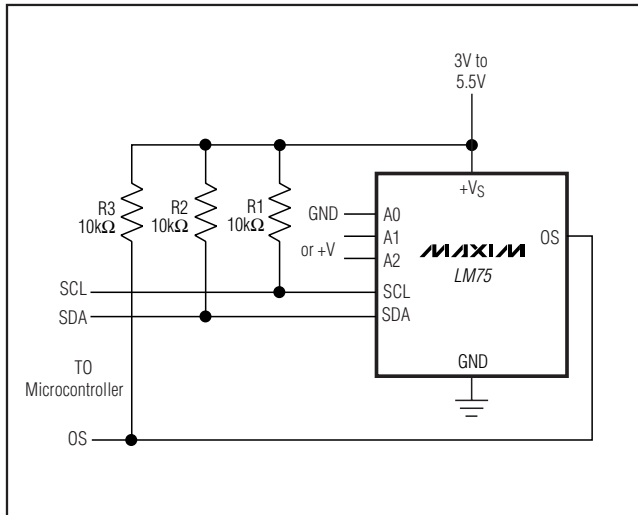 3V to
5.5V
+VS
R3
10kΩ
R2
10kΩ
R1
10kΩ
GND
or +V
A0
A1
A2
MAXIM
LM75
OS
SCL
SDA
SCL
SDA
GND
TO
Microcontroller
OS